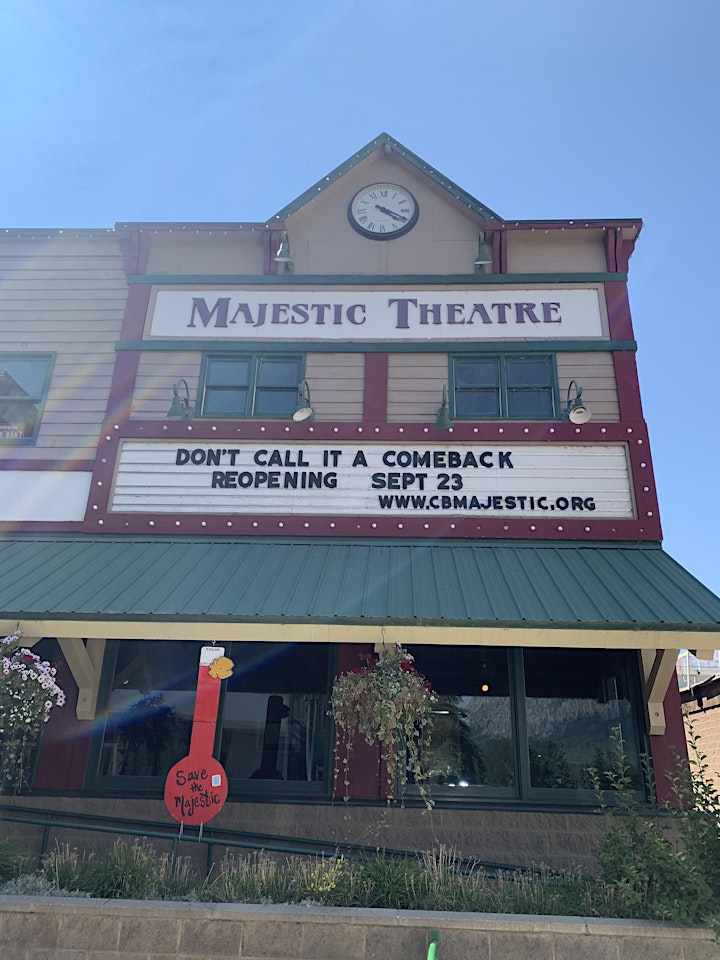 MAJESTIC THEATRE
DON'T CALL IT A COMEBACK
REOPENING SEPT 23
WWW.CBMAJESTIC.ORG
Save
the
Majestic